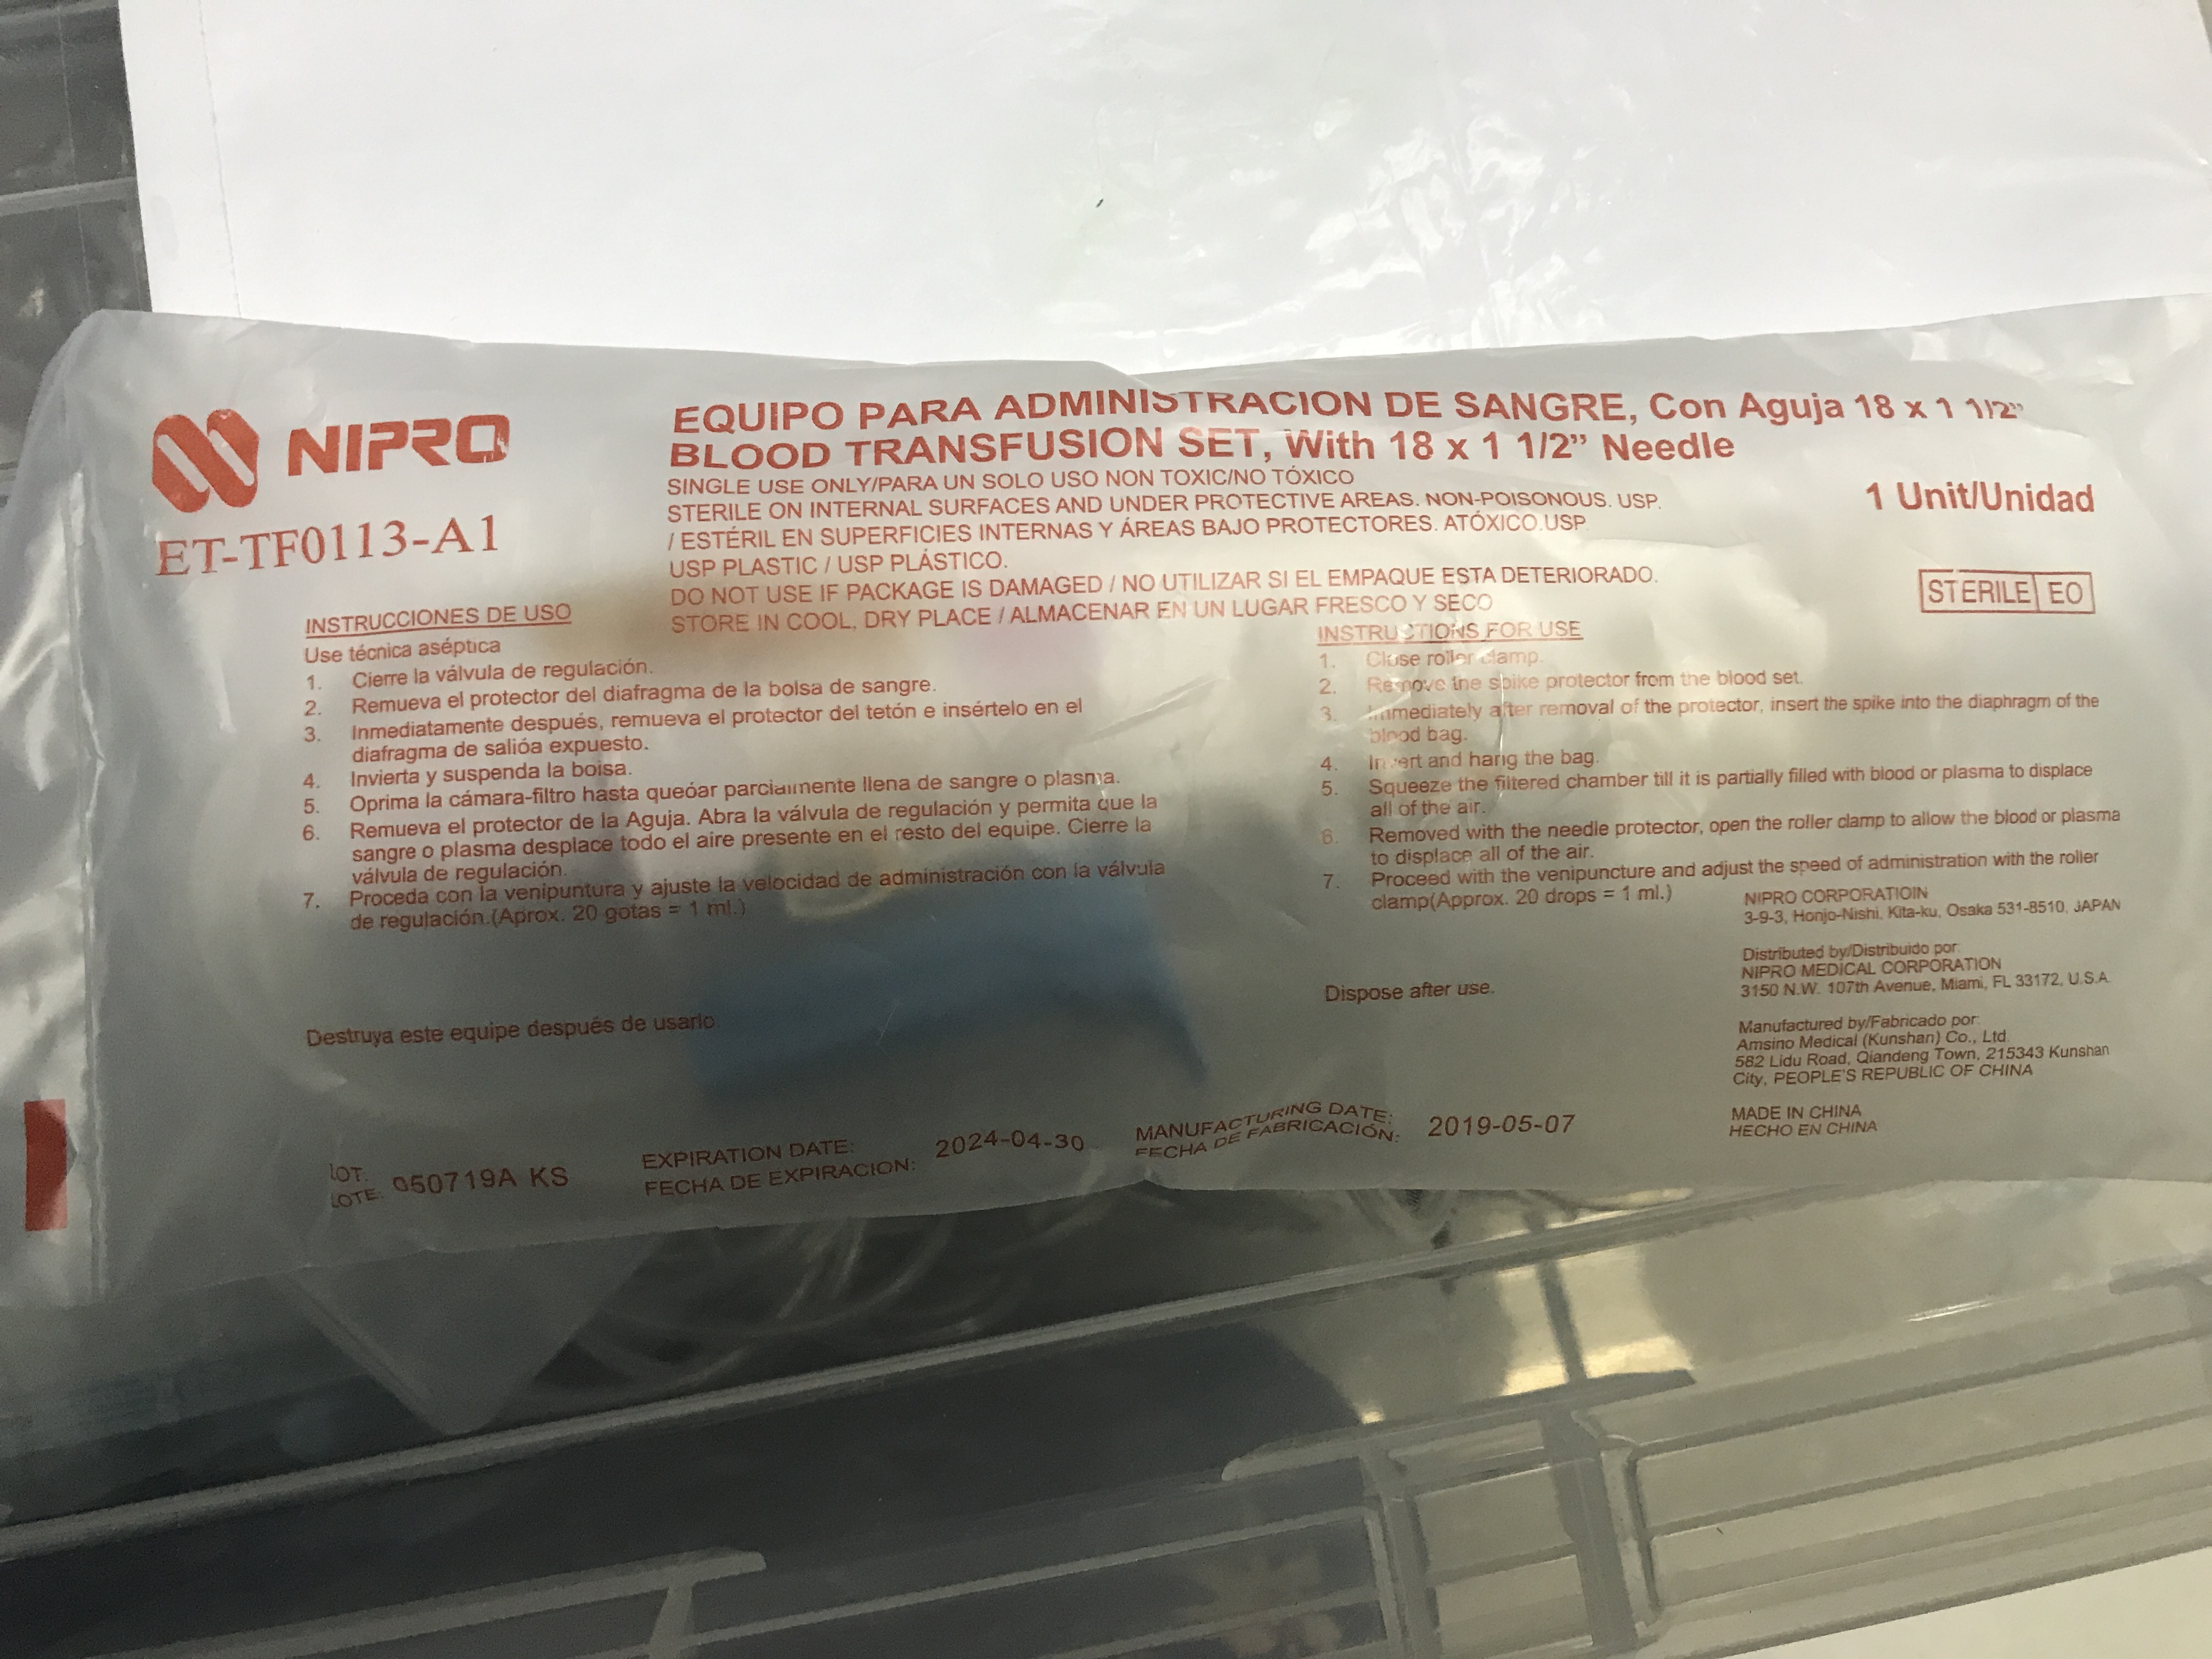 NIPRO
ET-TF0113-A1
EQUIPO PARA ADMINISTRACION DE SANGRE, Con Aguja 18 x 1 1/2”
BLOOD TRANSFUSION SET, With 18 x 1 1/2” Needle
SINGLE USE ONLY/PARA UN SOLO USO NON TOXIC/NO TÓXICO
STERILE ON INTERNAL SURFACES AND UNDER PROTECTIVE AREAS. NON-POISONOUS. USP.
/ ESTÉRIL EN SUPERFICIES INTERNAS Y ÁREAS BAJO PROTECTORES. ATÓXICO.USP
USP PLASTIC / USP PLÁSTICO.
DO NOT USE IF PACKAGE IS DAMAGED / NO UTILIZAR SI EL EMPAQUE ESTA DETERIORADO.
STORE IN COOL, DRY PLACE / ALMACENAR EN UN LUGAR FRESCO Y SECO
1 Unit/Unidad
STERILE EO
INSTRUCCIONES DE USO
Use técnica aséptica
1. Cierre la válvula de regulación.
2. Remueva el protector del diafragma de la bolsa de sangre.
3. Inmediatamente después, remueva el protector del tetón e insértelo en el
diafragma de salióa expuesto.
4. Invierta y suspenda la boisa.
5. Oprima la cámara-filtro hasta queóar parcialmente llena de sangre o plasma.
6. Remueva el protector de la Aguja. Abra la válvula de regulación y permita que la
sangre o plasma desplace todo el aire presente en el resto del equipe. Cierre la
válvula de regulación.
7. Proceda con la venipuntura y ajuste la velocidad de administración con la válvula
de regulación.(Aprox. 20 gotas = 1 ml.)
Destruya este equipe después de usarlo.
INSTRUCTIONS FOR USE
1. Close roller clamp.
2. Remove the spike protector from the blood set.
3. Immediately after removal of the protector, insert the spike into the diaphragm of the
blood bag.
4. Invert and hang the bag.
5. Squeeze the filtered chamber till it is partially filled with blood or plasma to displace
all of the air.
6. Removed with the needle protector, open the roller clamp to allow the blood or plasma
to displace all of the air.
7. Proceed with the venipuncture and adjust the speed of administration with the roller
clamp(Approx. 20 drops = 1 ml.)
Dispose after use.
NIPRO CORPORATIOIN
3-9-3, Honjo-Nishi, Kita-ku, Osaka 531-8510, JAPAN
Distributed by/Distribuido por:
NIPRO MEDICAL CORPORATION
3150 N.W. 107th Avenue, Miami, FL 33172, U.S.A.
Manufactured by/Fabricado por:
Amsino Medical (Kunshan) Co., Ltd.
582 Lidu Road, Qiandeng Town, 215343 Kunshan
City, PEOPLE'S REPUBLIC OF CHINA
MADE IN CHINA
HECHO EN CHINA
LOT:
LOTE: 050719A KS
EXPIRATION DATE:
FECHA DE EXPIRACION: 2024-04-30
MANUFACTURING DATE:
FECHA DE FABRICACIÓN: 2019-05-07